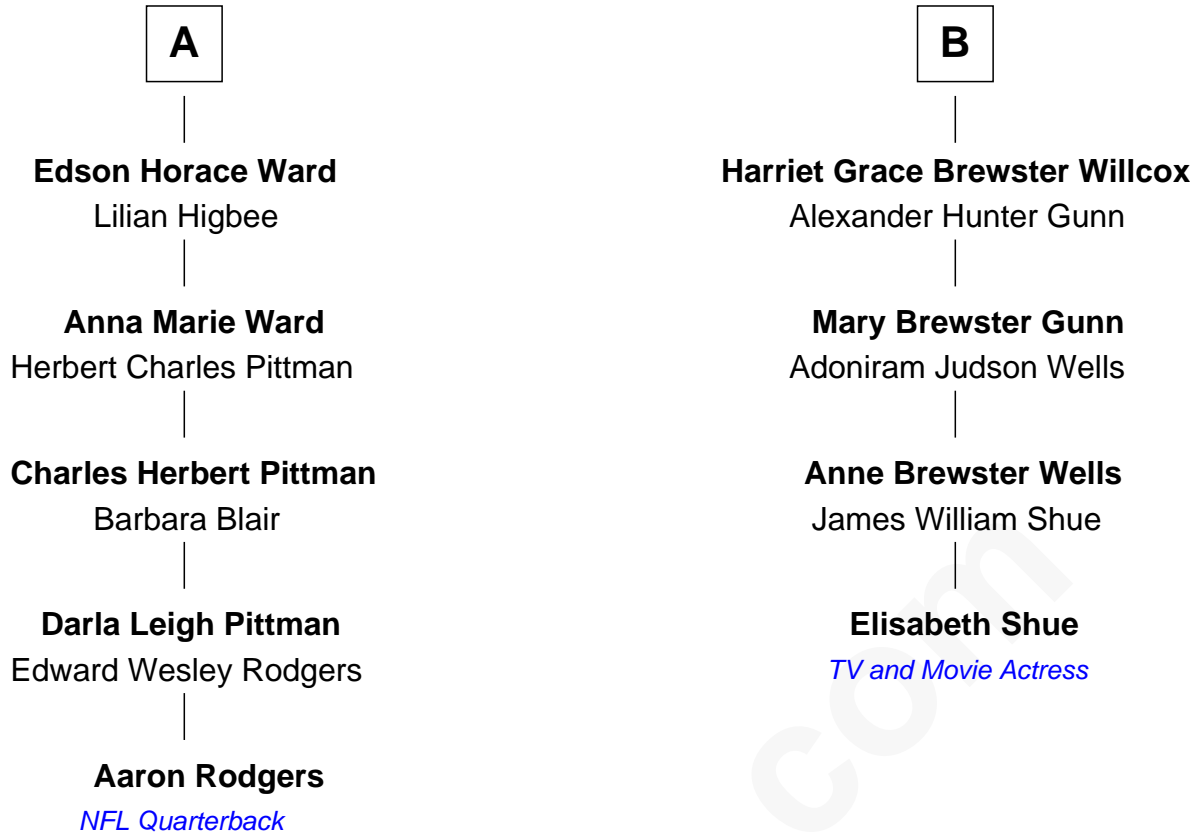 A
Edson Horace Ward
Lilian Higbee
Anna Marie Ward
Herbert Charles Pittman
Charles Herbert Pittman
Barbara Blair
Darla Leigh Pittman
Edward Wesley Rodgers
Aaron Rodgers
NFL Quarterback
B
Harriet Grace Brewster Willcox
Alexander Hunter Gunn
Mary Brewster Gunn
Adoniram Judson Wells
Anne Brewster Wells
James William Shue
Elisabeth Shue
TV and Movie Actress
com